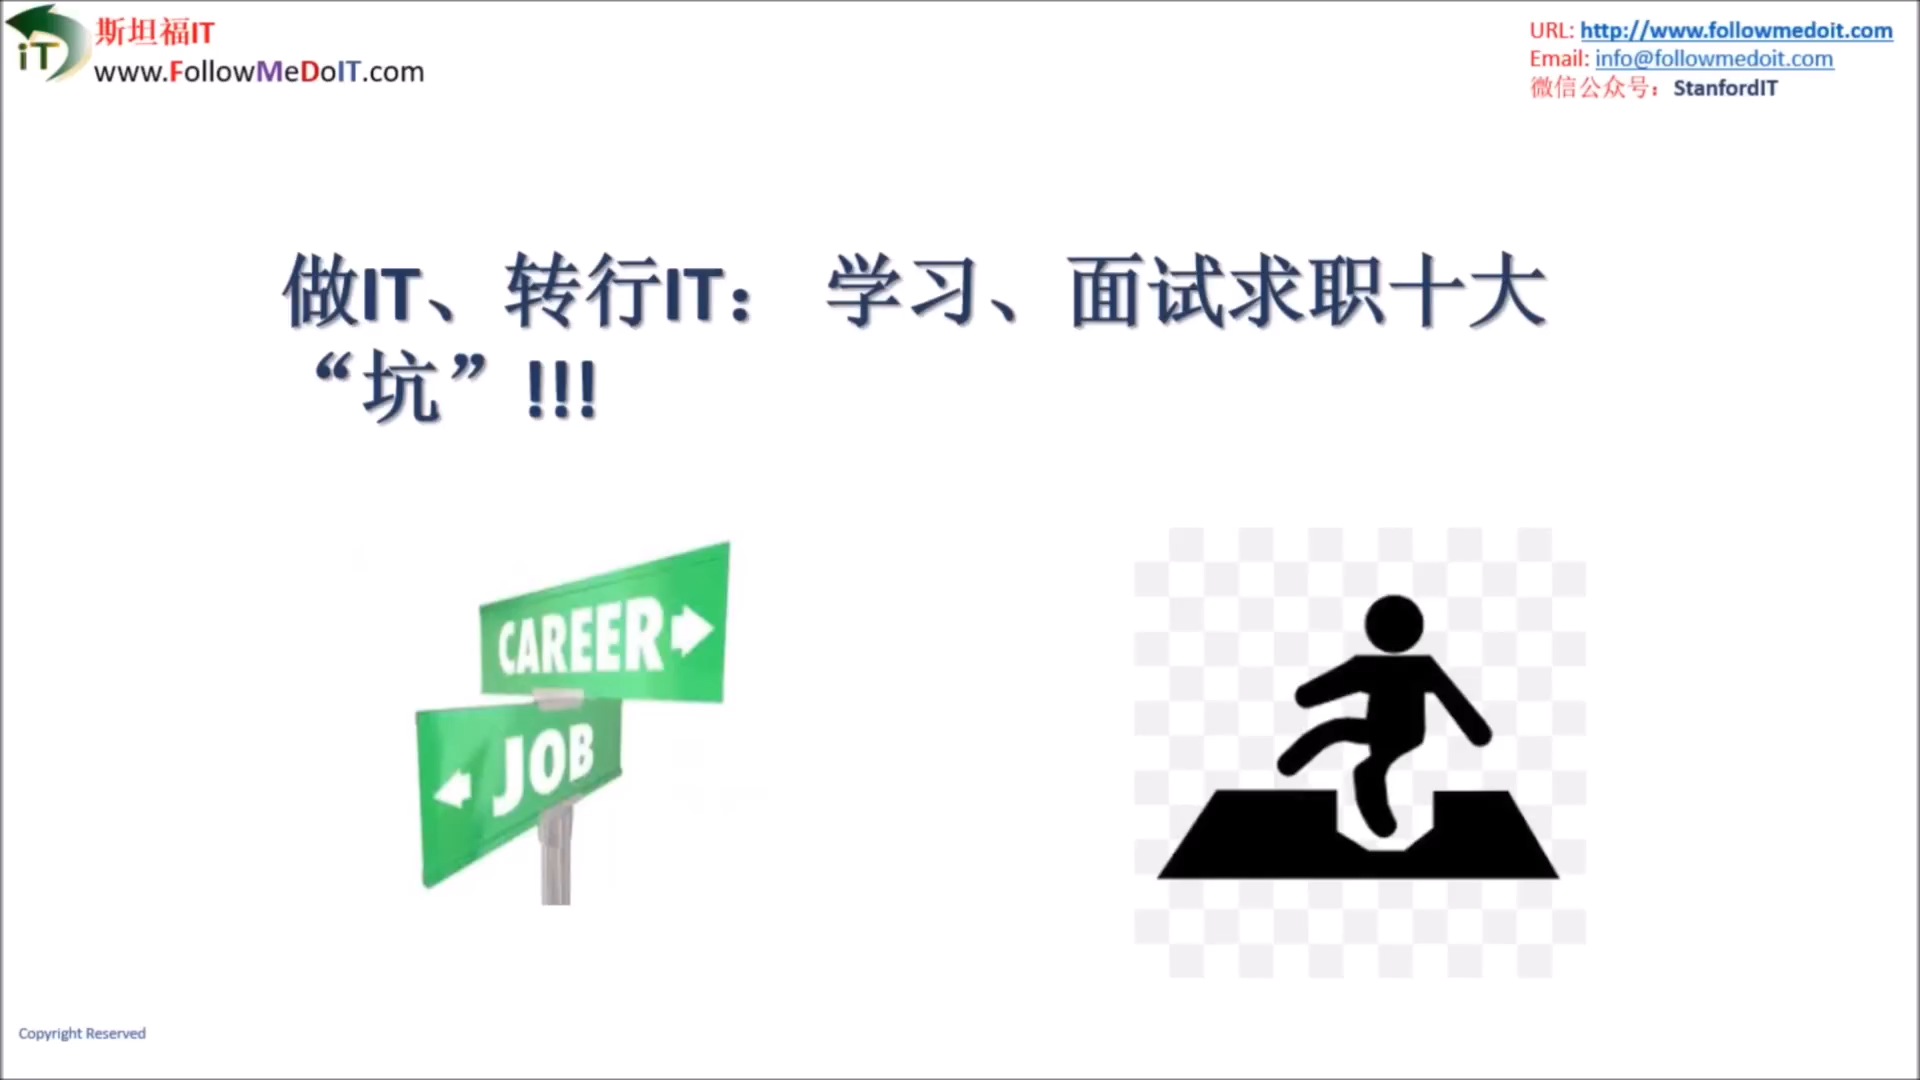 斯坦福IT
www.FollowMeDoIT.com
URL: http://www.followmedoit.com
Email: info@followmedoit.com
微信公众号：StanfordIT
做IT、转行IT： 学习、面试求职十大
“坑”!!!
CAREER
JOB
iT
Copyright Reserved